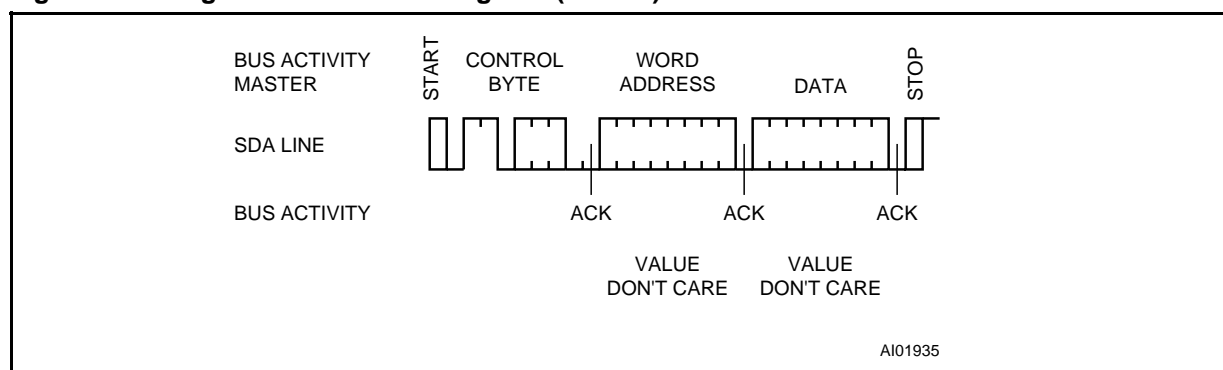 BUS ACTIVITY
MASTER
START
CONTROL
BYTE
WORD
ADDRESS
DATA
STOP
SDA LINE
BUS ACTIVITY
ACK
ACK
ACK
VALUE
DON'T CARE
VALUE
DON'T CARE
AI01935